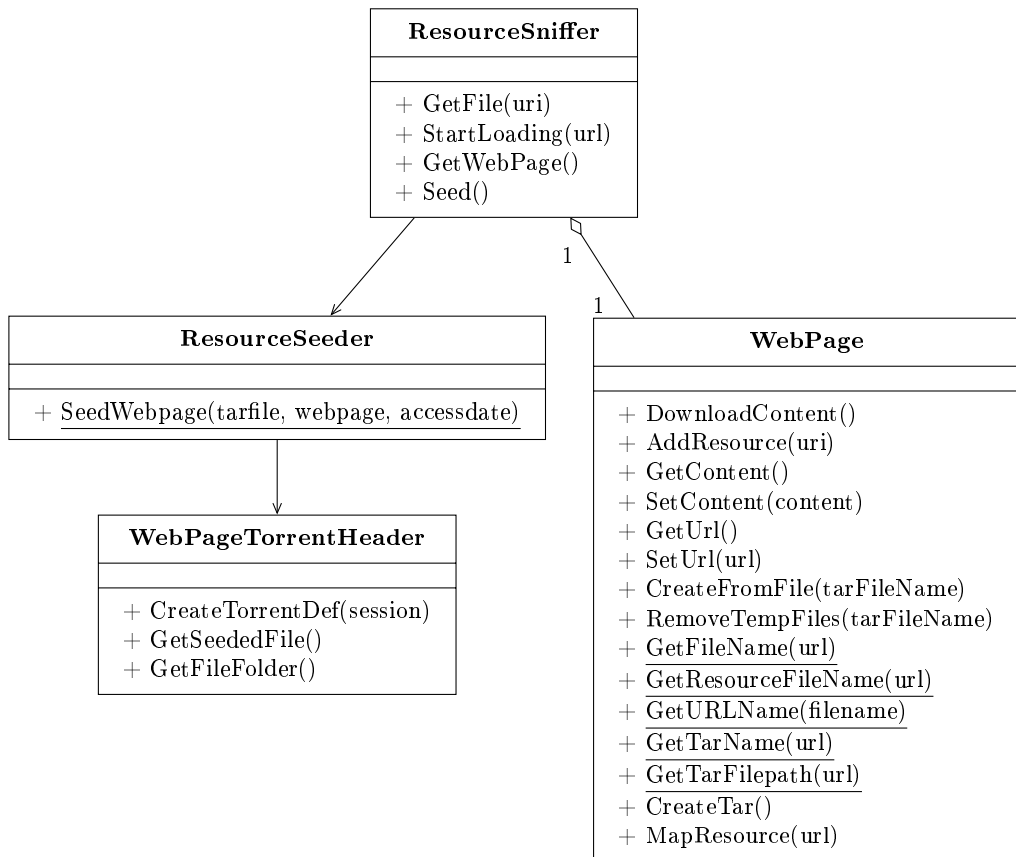 ResourceSniffer
+ GetFile(uri)
+ StartLoading(url)
+ GetWebPage()
+ Seed()
1
1
ResourceSeeder
+ SeedWebpage(tarfile, webpage, accessdate)
WebPageTorrentHeader
+ CreateTorrentDef(session)
+ GetSeededFile()
+ GetFileFolder()
WebPage
+ DownloadContent()
+ AddResource(uri)
+ GetContent()
+ SetContent(content)
+ GetUrl()
+ SetUrl(url)
+ CreateFromFile(tarFileName)
+ RemoveTempFiles(tarFileName)
+ GetFileName(url)
+ GetResourceFileName(url)
+ GetURLName(filename)
+ GetTarName(url)
+ GetTarFilepath(url)
+ CreateTar()
+ MapResource(url)